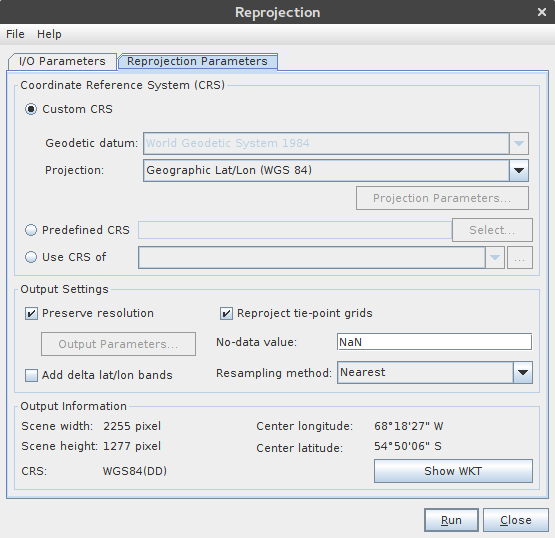 Reprojection
File Help
I/O Parameters Reprojection Parameters
Coordinate Reference System (CRS)
Custom CRS
Geodetic datum: World Geodetic System 1984
Projection: Geographic Lat/Lon (WGS 84)
Projection Parameters...
Predefined CRS Select...
Use CRS of ...
Output Settings
Preserve resolution Reproject tie-point grids
Output Parameters... No-data value: NaN
Add delta lat/lon bands Resampling method: Nearest
Output Information
Scene width: 2255 pixel Center longitude: 68°18'27" W
Scene height: 1277 pixel Center latitude: 54°50'06" S
CRS: WGS84(DD) Show WKT
Run Close